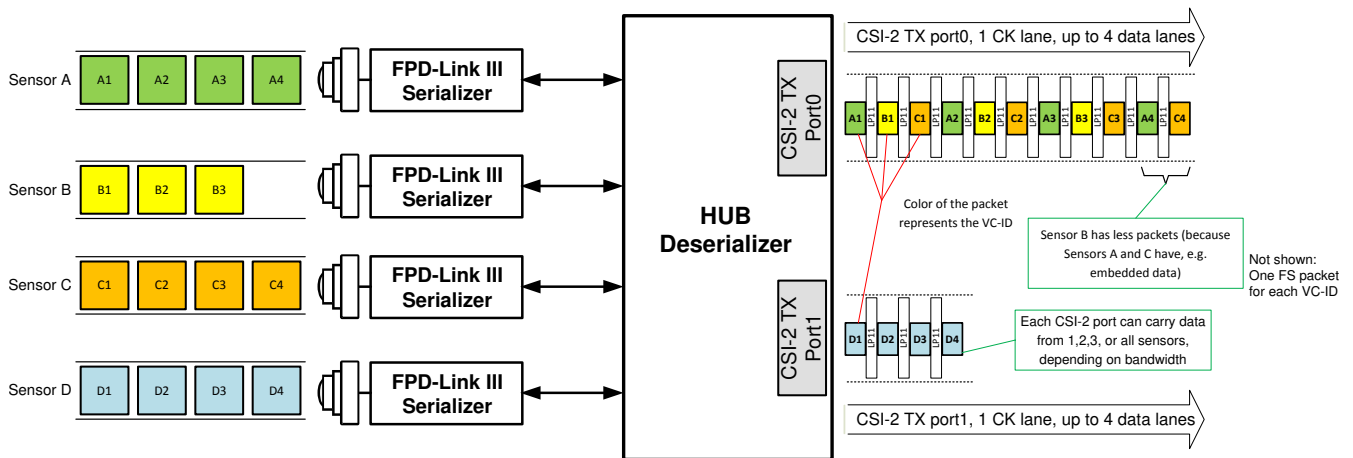 CSI-2 TX port0, 1 CK lane, up to 4 data lanes
Sensor A
A1
A2
A3
A4
FPD-Link III
Serializer
Sensor B
B1
B2
B3
FPD-Link III
Serializer
Sensor C
C1
C2
C3
C4
FPD-Link III
Serializer
Sensor D
D1
D2
D3
D4
FPD-Link III
Serializer
HUB
Deserializer
CSI-2 TX
Port0
CSI-2 TX
Port1
A1
LP11
B1
LP11
C1
LP11
A2
LP11
B2
LP11
C2
LP11
A3
LP11
B3
LP11
C3
LP11
A4
LP11
C4
Color of the packet
represents the VC-ID
Sensor B has less packets (because
Sensors A and C have, e.g.
embedded data)
Not shown:
One FS packet
for each VC-ID
D1
LP11
D2
LP11
D3
LP11
D4
Each CSI-2 port can carry data
from 1,2,3, or all sensors,
depending on bandwidth
CSI-2 TX port1, 1 CK lane, up to 4 data lanes